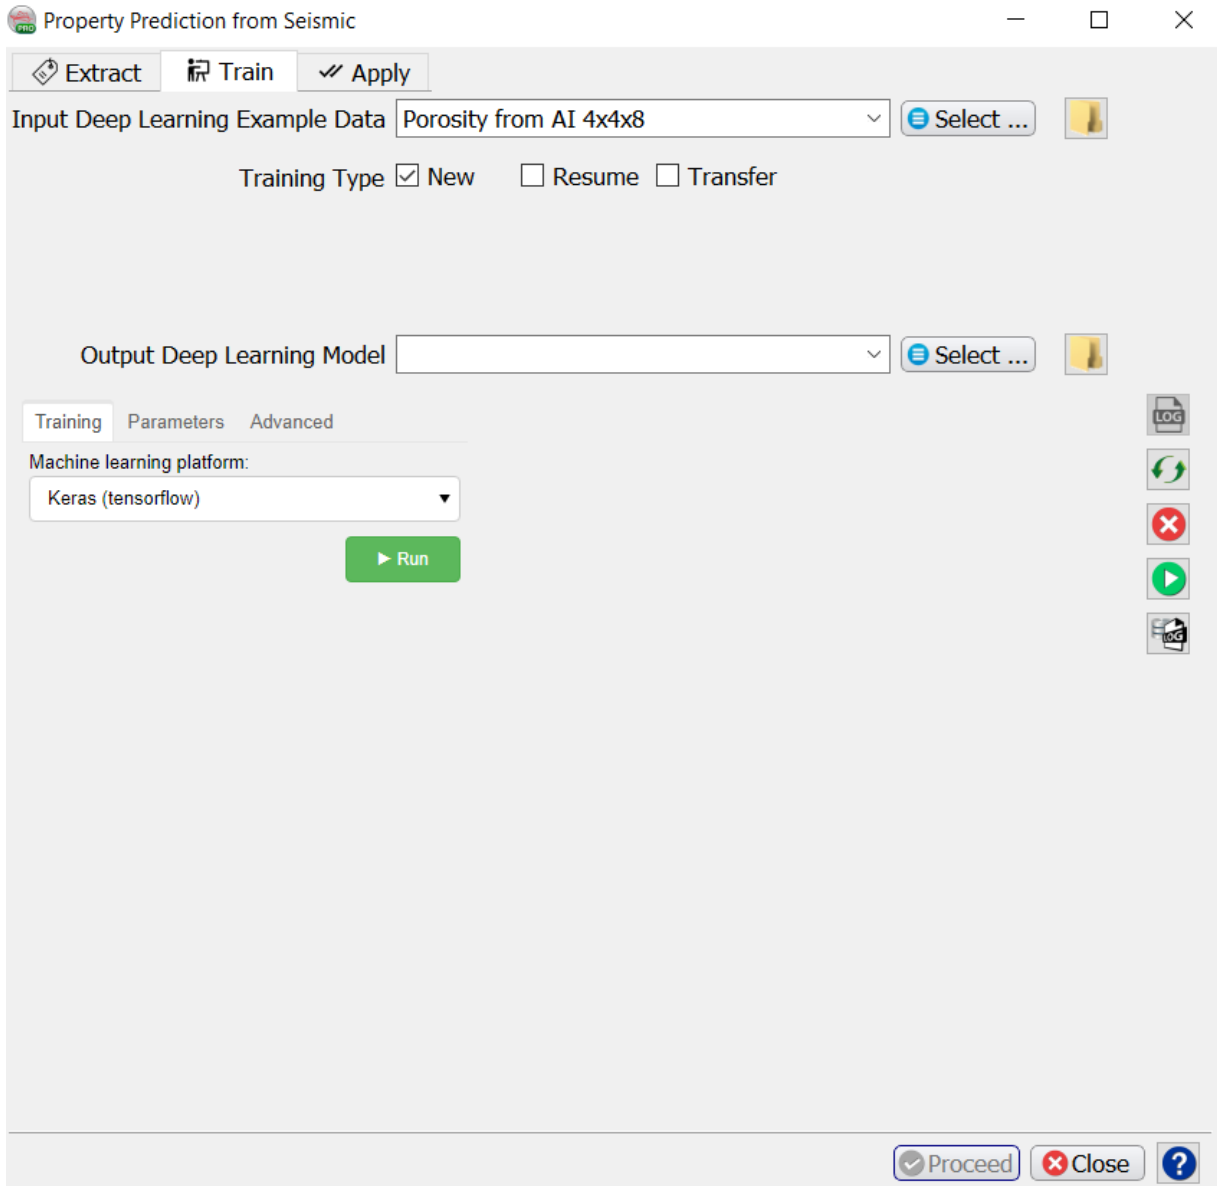 PRO Property Prediction from Seismic
Extract Train Apply
Input Deep Learning Example Data Porosity from AI 4x4x8 Select ...
Training Type New Resume Transfer
Output Deep Learning Model Select ...
Training Parameters Advanced
LOG
Machine learning platform:
Keras (tensorflow)
Run
LOG
Proceed Close ?